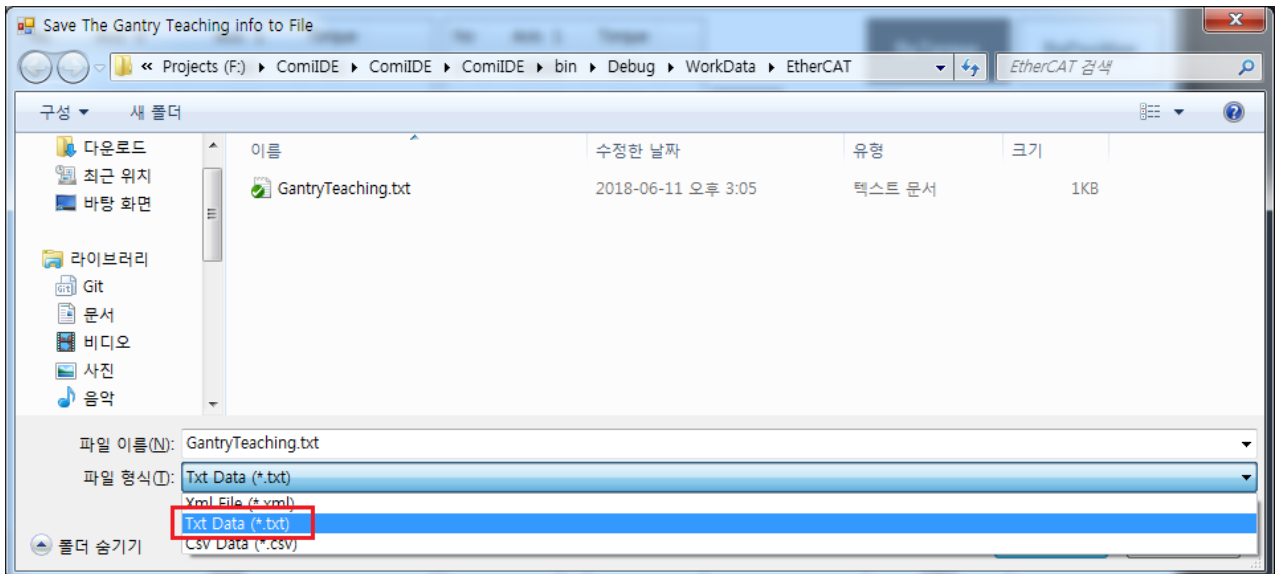 Save The Gantry Teaching info to File
« Projects (F:) ▸ ComiIDE ▸ ComiIDE ▸ ComiIDE ▸ bin ▸ Debug ▸ WorkData ▸ EtherCAT
EtherCAT 검색
구성 ▼ 새 폴더
다운로드
최근 위치
바탕 화면
라이브러리
Git
문서
비디오
사진
음악
이름 수정한 날짜 유형 크기
GantryTeaching.txt 2018-06-11 오후 3:05 텍스트 문서 1KB
파일 이름(N): GantryTeaching.txt
파일 형식(T): Txt Data (*.txt)
Xml File (*.xml)
Txt Data (*.txt)
Csv Data (*.csv)
폴더 숨기기